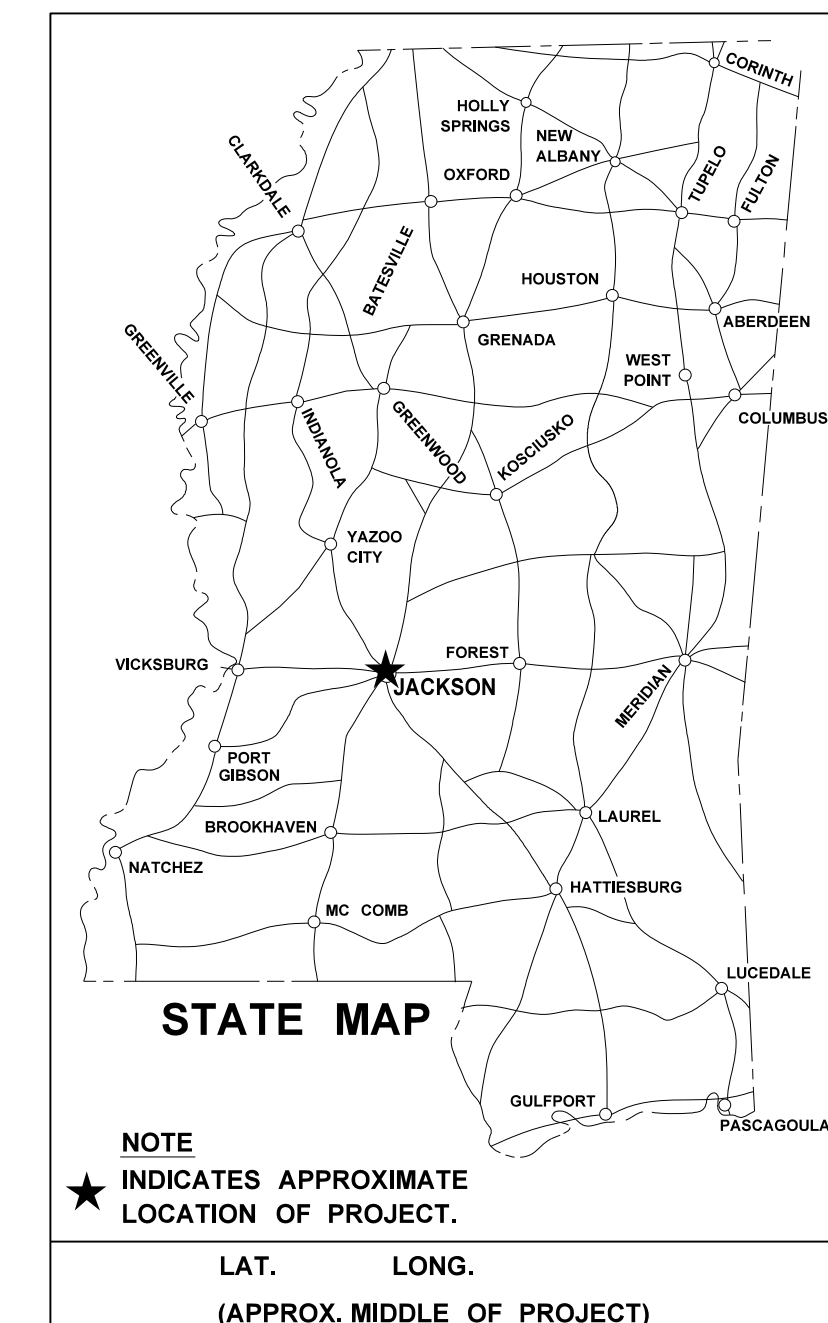 CORINTH
HOLLY
SPRINGS
NEW
ALBANY
CLARKDALE
OXFORD
TUPELO
FULTON
BATESVILLE
HOUSTON
GREENVILLE
GRENADA
ABERDEEN
WEST
POINT
COLUMBUS
INDIANOLA
GREENWOOD
KOSCIUSKO
YAZOO
CITY
VICKSBURG
FOREST
JACKSON
MERIDIAN
PORT
GIBSON
BROOKHAVEN
LAUREL
NATCHEZ
HATTIESBURG
MC COMB
LUCEDALE
STATE MAP
GULFPORT
PASCAGOULA
NOTE
INDICATES APPROXIMATE
LOCATION OF PROJECT.
LAT. LONG.
(APPROX. MIDDLE OF PROJECT)